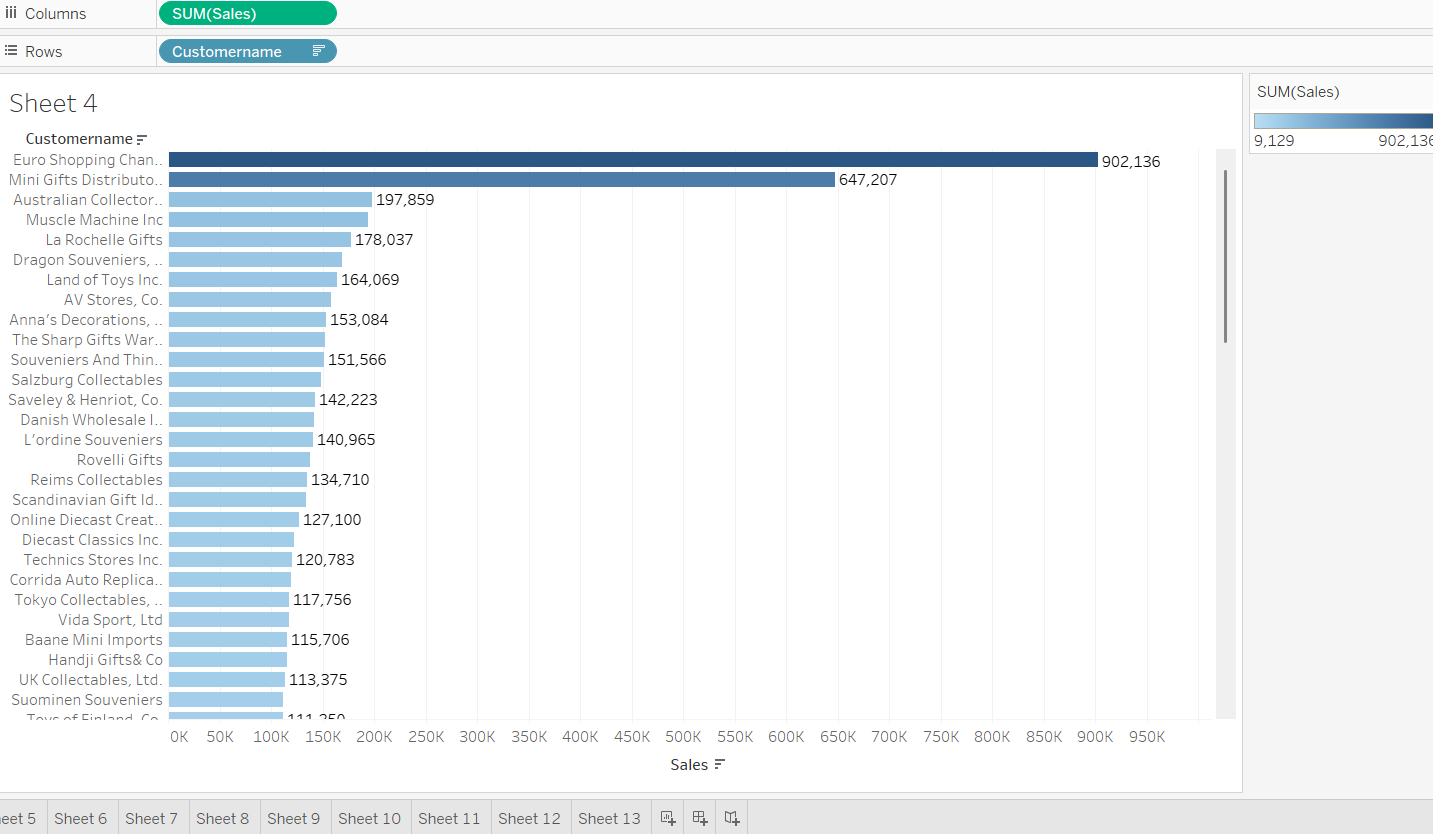 Columns
SUM(Sales)
Rows
Customername
Sheet 4
Customername
Euro Shopping Chan.. 902,136
Mini Gifts Distributo.. 647,207
Australian Collector.. 197,859
Muscle Machine Inc
La Rochelle Gifts 178,037
Dragon Souveniers, ..
Land of Toys Inc. 164,069
AV Stores, Co.
Anna's Decorations, .. 153,084
The Sharp Gifts War..
Souveniers And Thin.. 151,566
Salzburg Collectables
Saveley & Henriot, Co. 142,223
Danish Wholesale I..
L'ordine Souveniers 140,965
Rovelli Gifts
Reims Collectables 134,710
Scandinavian Gift Id..
Online Diecast Creat.. 127,100
Diecast Classics Inc.
Technics Stores Inc. 120,783
Corrida Auto Replica..
Tokyo Collectables, .. 117,756
Vida Sport, Ltd
Baane Mini Imports 115,706
Handji Gifts& Co
UK Collectables, Ltd. 113,375
Suominen Souveniers
Toys of Finland, Co. 111,250
0K 50K 100K 150K 200K 250K 300K 350K 400K 450K 500K 550K 600K 650K 700K 750K 800K 850K 900K 950K
Sales
SUM(Sales)
9,129 902,136
eet 5 Sheet 6 Sheet 7 Sheet 8 Sheet 9 Sheet 10 Sheet 11 Sheet 12 Sheet 13